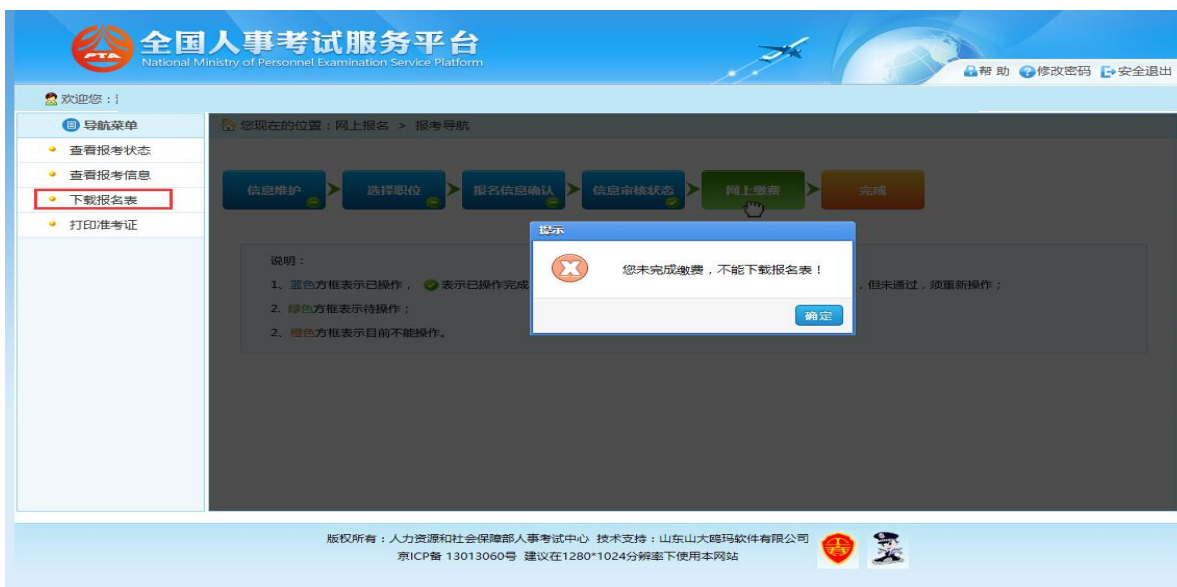 全国人事考试服务平台
National Ministry of Personnel Examination Service Platform
PTA
帮 助 修改密码 安全退出
欢迎您：
导航菜单
您现在的位置：网上报名 > 报考导航
查看报考状态
查看报考信息
下载报名表
打印准考证
信息维护 选择职位 报名信息确认 信息审核状态 网上缴费 完成
提示
您未完成缴费，不能下载报名表！
确定
说明：
1、蓝色方框表示已操作， 表示已操作完成 ，但未通过，须重新操作；
2、绿色方框表示待操作；
2、橙色方框表示目前不能操作。
版权所有：人力资源和社会保障部人事考试中心 技术支持：山东山大鸥玛软件有限公司
京ICP备 13013060号 建议在1280*1024分辨率下使用本网站